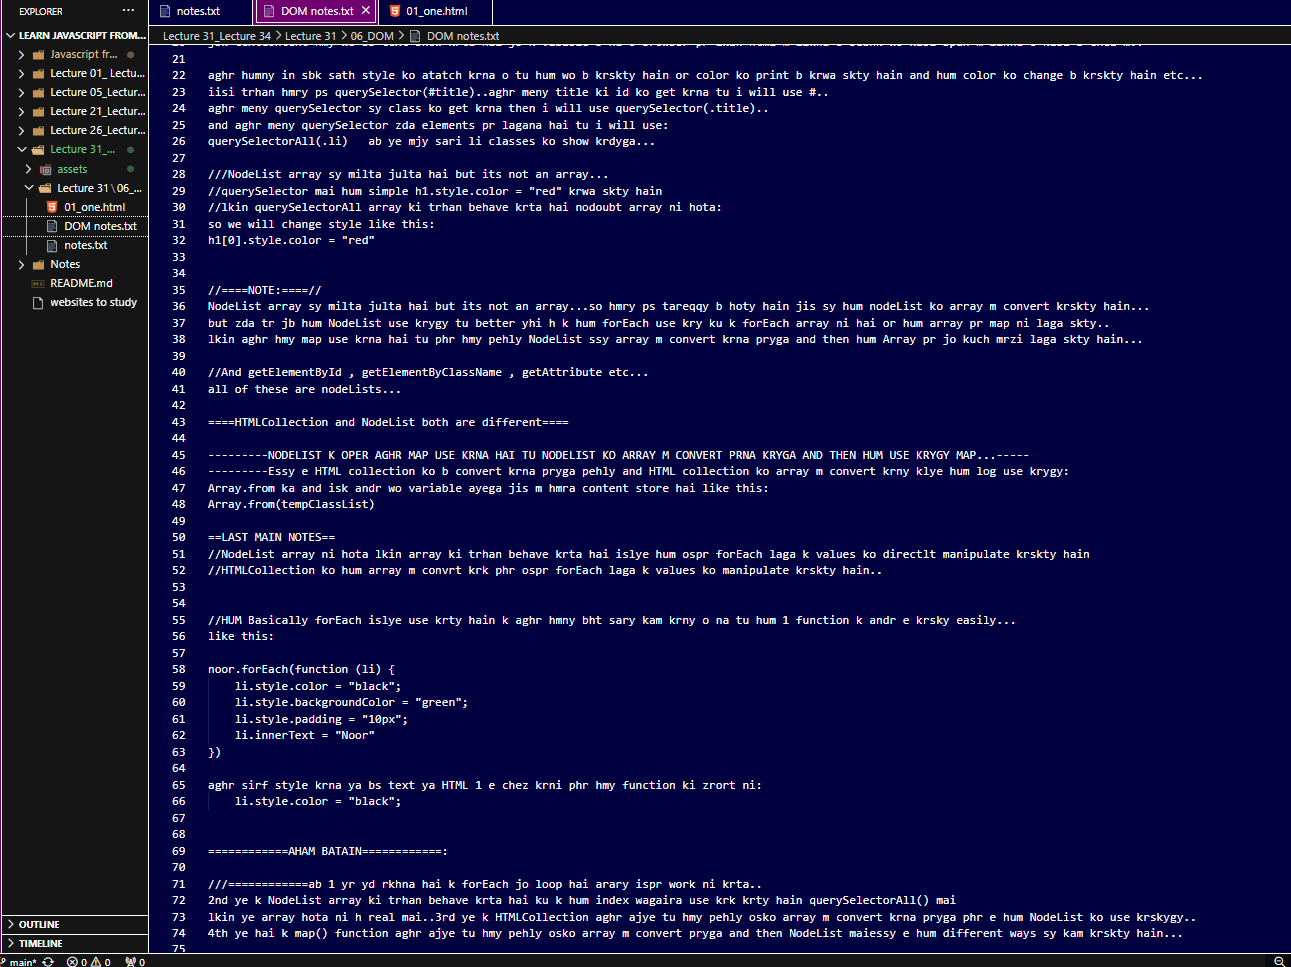 EXPLORER
notes.txt
DOM notes.txt
01_one.html
LEARN JAVASCRIPT FROM...
Lecture 31_Lecture 34 > Lecture 31 > 06_DOM > DOM notes.txt
Javascript fr...
Lecture 01_ Lectu...
Lecture 05_Lectur...
Lecture 21_Lectur...
Lecture 26_Lectur...
Lecture 31_...
assets
Lecture 31\06_...
01_one.html
DOM notes.txt
notes.txt
Notes
README.md
websites to study
OUTLINE
TIMELINE
21
22 aghr humny in sbk sath style ko atatch krna o tu hum wo b krskty hain or color ko print b krwa skty hain and hum color ko change b krskty hain etc...
23 iisi trhan hmry ps querySelector(#title)..aghr meny title ki id ko get krna tu i will use #..
24 aghr meny querySelector sy class ko get krna then i will use querySelector(.title)..
25 and aghr meny querySelector zda elements pr lagana hai tu i will use:
26 querySelectorAll(.li)   ab ye mjy sari li classes ko show krdyga...
27
28 ///NodeList array sy milta julta hai but its not an array...
29 //querySelector mai hum simple h1.style.color = "red" krwa skty hain
30 //lkin querySelectorAll array ki trhan behave krta hai nodoubt array ni hota:
31 so we will change style like this:
32 h1[0].style.color = "red"
33
34
35 //====NOTE:====//
36 NodeList array sy milta julta hai but its not an array...so hmry ps tareqqy b hoty hain jis sy hum nodeList ko array m convert krskty hain...
37 but zda tr jb hum NodeList use krygy tu better yhi h k hum forEach use kry ku k forEach array ni hai or hum array pr map ni laga skty..
38 lkin aghr hmy map use krna hai tu phr hmy pehly NodeList ssy array m convert krna pryga and then hum Array pr jo kuch mrzi laga skty hain...
39
40 //And getElementById , getElementByClassName , getAttribute etc...
41 all of these are nodeLists...
42
43 ====HTMLCollection and NodeList both are different====
44
45 ---------NODELIST K OPER AGHR MAP USE KRNA HAI TU NODELIST KO ARRAY M CONVERT PRNA KRYGA AND THEN HUM USE KRYGY MAP...-----
46 ---------Essy e HTML collection ko b convert krna pryga pehly and HTML collection ko array m convert krny klye hum log use krygy:
47 Array.from ka and isk andr wo variable ayega jis m hmra content store hai like this:
48 Array.from(tempClassList)
49
50 ==LAST MAIN NOTES==
51 //NodeList array ni hota lkin array ki trhan behave krta hai islye hum ospr forEach laga k values ko directlt manipulate krskty hain
52 //HTMLCollection ko hum array m convrt krk phr ospr forEach laga k values ko manipulate krskty hain..
53
54
55 //HUM Basically forEach islye use krty hain k aghr hmny bht sary kam krny o na tu hum 1 function k andr e krsky easily...
56 like this:
57
58 noor.forEach(function (li) {
59     li.style.color = "black";
60     li.style.backgroundColor = "green";
61     li.style.padding = "10px";
62     li.innerText = "Noor"
63 })
64
65 aghr sirf style krna ya bs text ya HTML 1 e chez krni phr hmy function ki zrort ni:
66     li.style.color = "black";
67
68
69 ============AHAM BATAIN============:
70
71 ///============ab 1 yr yd rkhna hai k forEach jo loop hai arary ispr work ni krta..
72 2nd ye k NodeList array ki trhan behave krta hai ku k hum index wagaira use krk krty hain querySelectorAll() mai
73 lkin ye array hota ni h real mai..3rd ye k HTMLCollection aghr ajye tu hmy pehly osko array m convert krna pryga phr e hum NodeList ko use krskygy..
74 4th ye hai k map() function aghr ajye tu hmy pehly osko array m convert pryga and then NodeList maiessy e hum different ways sy kam krskty hain...
75
main* 0 0 0